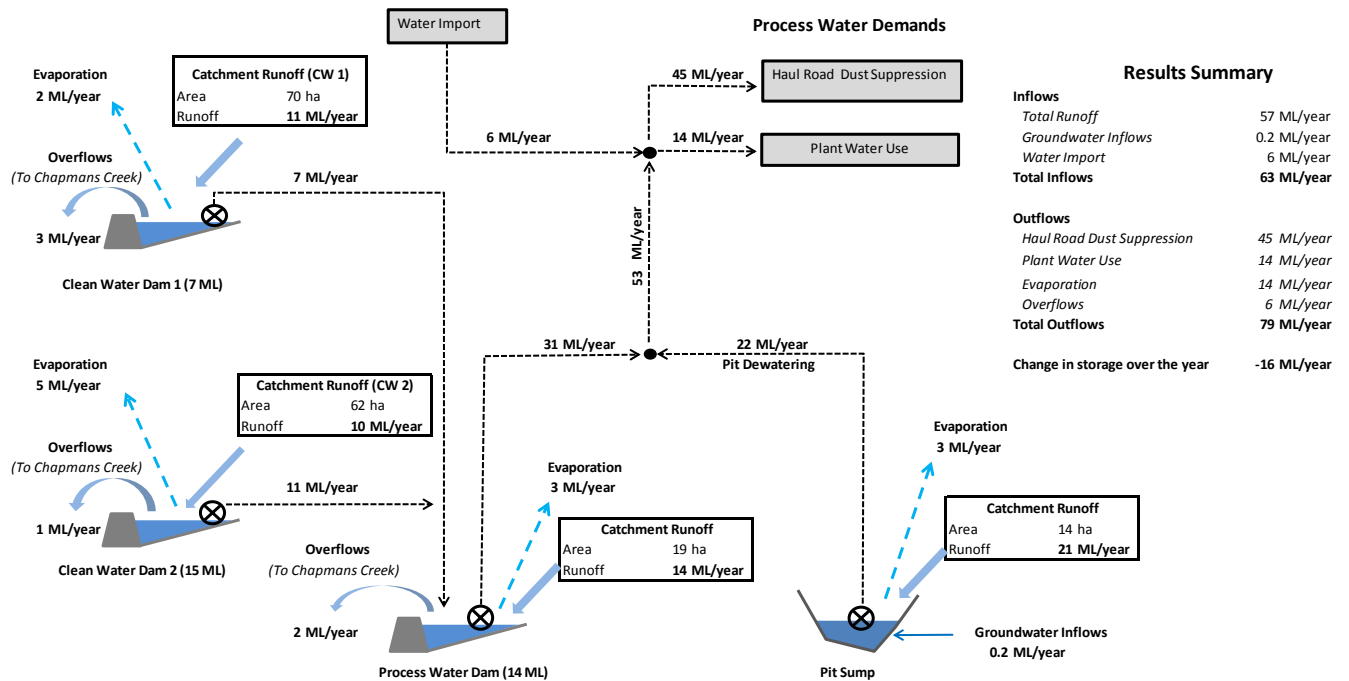 Water Import
Process Water Demands
45 ML/year
Haul Road Dust Suppression
6 ML/year
14 ML/year
Plant Water Use
53 ML/year
Evaporation
2 ML/year
Catchment Runoff (CW 1)
Area 70 ha
Runoff 11 ML/year
Overflows
(To Chapmans Creek)
7 ML/year
3 ML/year
Clean Water Dam 1 (7 ML)
Evaporation
5 ML/year
Catchment Runoff (CW 2)
Area 62 ha
Runoff 10 ML/year
Overflows
(To Chapmans Creek)
11 ML/year
1 ML/year
Clean Water Dam 2 (15 ML)
31 ML/year
22 ML/year
Pit Dewatering
Evaporation
3 ML/year
Catchment Runoff
Area 19 ha
Runoff 14 ML/year
Overflows
(To Chapmans Creek)
2 ML/year
Process Water Dam (14 ML)
Evaporation
3 ML/year
Catchment Runoff
Area 14 ha
Runoff 21 ML/year
Groundwater Inflows
0.2 ML/year
Pit Sump
Results Summary
Inflows
Total Runoff 57 ML/year
Groundwater Inflows 0.2 ML/year
Water Import 6 ML/year
Total Inflows 63 ML/year
Outflows
Haul Road Dust Suppression 45 ML/year
Plant Water Use 14 ML/year
Evaporation 14 ML/year
Overflows 6 ML/year
Total Outflows 79 ML/year
Change in storage over the year -16 ML/year